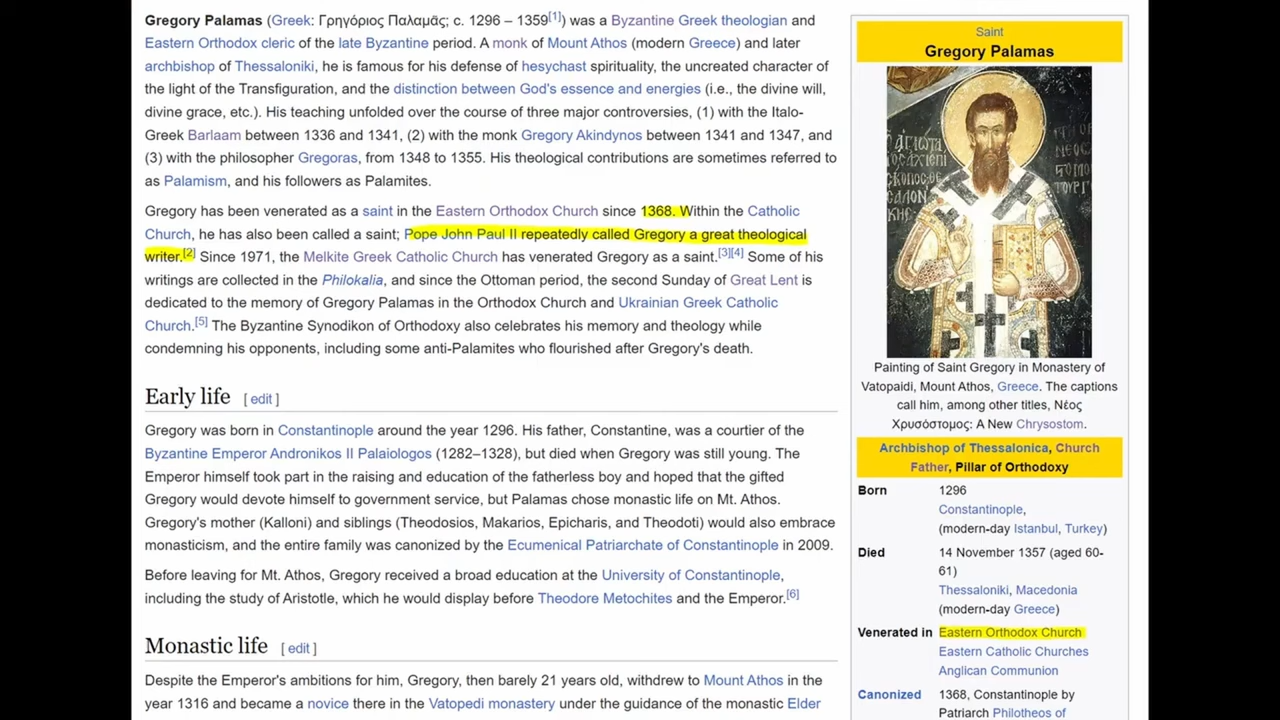 Gregory Palamas (Greek: Γρηγόριος Παλαμᾶς; c. 1296 – 1359[1]) was a Byzantine Greek theologian and
Eastern Orthodox cleric of the late Byzantine period. A monk of Mount Athos (modern Greece) and later
archbishop of Thessaloniki, he is famous for his defense of hesychast spirituality, the uncreated character of
the light of the Transfiguration, and the distinction between God's essence and energies (i.e., the divine will,
divine grace, etc.). His teaching unfolded over the course of three major controversies, (1) with the Italo-
Greek Barlaam between 1336 and 1341, (2) with the monk Gregory Akindynos between 1341 and 1347, and
(3) with the philosopher Gregoras, from 1348 to 1355. His theological contributions are sometimes referred to
as Palamism, and his followers as Palamites.
Gregory has been venerated as a saint in the Eastern Orthodox Church since 1368. Within the Catholic
Church, he has also been called a saint; Pope John Paul II repeatedly called Gregory a great theological
writer.[2] Since 1971, the Melkite Greek Catholic Church has venerated Gregory as a saint.[3][4] Some of his
writings are collected in the Philokalia, and since the Ottoman period, the second Sunday of Great Lent is
dedicated to the memory of Gregory Palamas in the Orthodox Church and Ukrainian Greek Catholic
Church.[5] The Byzantine Synodikon of Orthodoxy also celebrates his memory and theology while
condemning his opponents, including some anti-Palamites who flourished after Gregory's death.
Early life [ edit ]
Gregory was born in Constantinople around the year 1296. His father, Constantine, was a courtier of the
Byzantine Emperor Andronikos II Palaiologos (1282–1328), but died when Gregory was still young. The
Emperor himself took part in the raising and education of the fatherless boy and hoped that the gifted
Gregory would devote himself to government service, but Palamas chose monastic life on Mt. Athos.
Gregory's mother (Kalloni) and siblings (Theodosios, Makarios, Epicharis, and Theodoti) would also embrace
monasticism, and the entire family was canonized by the Ecumenical Patriarchate of Constantinople in 2009.
Before leaving for Mt. Athos, Gregory received a broad education at the University of Constantinople,
including the study of Aristotle, which he would display before Theodore Metochites and the Emperor.[6]
Monastic life [ edit ]
Despite the Emperor's ambitions for him, Gregory, then barely 21 years old, withdrew to Mount Athos in the
year 1316 and became a novice there in the Vatopedi monastery under the guidance of the monastic Elder
Saint
Gregory Palamas
Painting of Saint Gregory in Monastery of
Vatopaidi, Mount Athos, Greece. The captions
call him, among other titles, Νέος
Χρυσόστομος: A New Chrysostom.
Archbishop of Thessalonica, Church
Father, Pillar of Orthodoxy
Born 1296
Constantinople,
(modern-day Istanbul, Turkey)
Died 14 November 1357 (aged 60-
61)
Thessaloniki, Macedonia
(modern-day Greece)
Venerated in Eastern Orthodox Church
Eastern Catholic Churches
Anglican Communion
Canonized 1368, Constantinople by
Patriarch Philotheos of